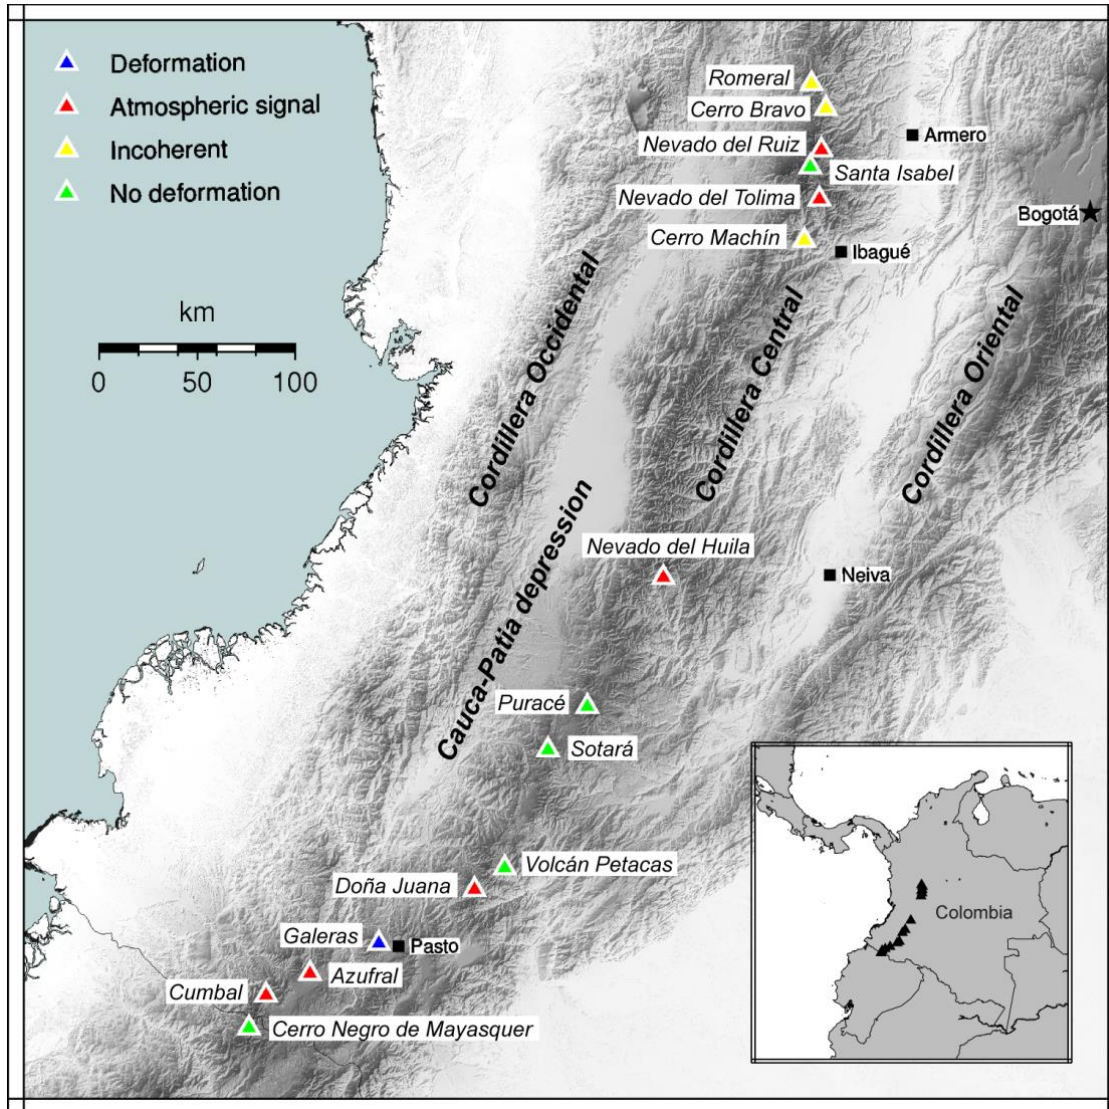 Deformation
Atmospheric signal
Incoherent
No deformation
km
0 50 100
Romeral
Cerro Bravo
Nevado del Ruiz
Armero
Santa Isabel
Nevado del Tolima
Bogotá
Cerro Machín
Ibagué
Cordillera Occidental
Cordillera Central
Cordillera Oriental
Cauca-Patia depression
Nevado del Huila
Neiva
Puracé
Sotará
Volcán Petacas
Doña Juana
Galeras
Pasto
Azufral
Cumbal
Cerro Negro de Mayasquer
Colombia